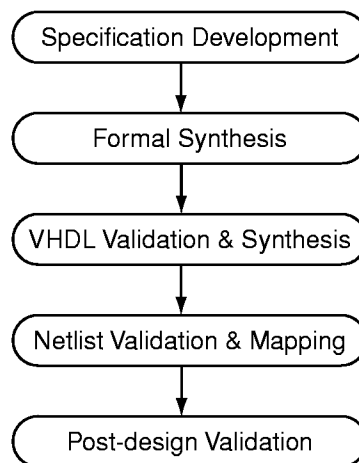 Specification Development
Formal Synthesis
VHDL Validation & Synthesis
Netlist Validation & Mapping
Post-design Validation